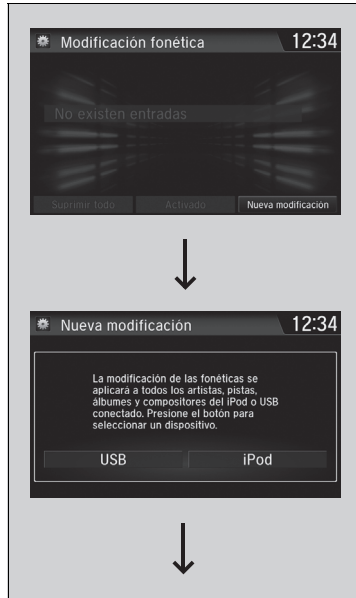 Modificación fonética
12:34
No existen entradas
Suprimir todo
Activado
Nueva modificación
Nueva modificación
12:34
La modificación de las fonéticas se
aplicará a todos los artistas, pistas,
álbumes y compositores del iPod o USB
conectado. Presione el botón para
seleccionar un dispositivo.
USB
iPod